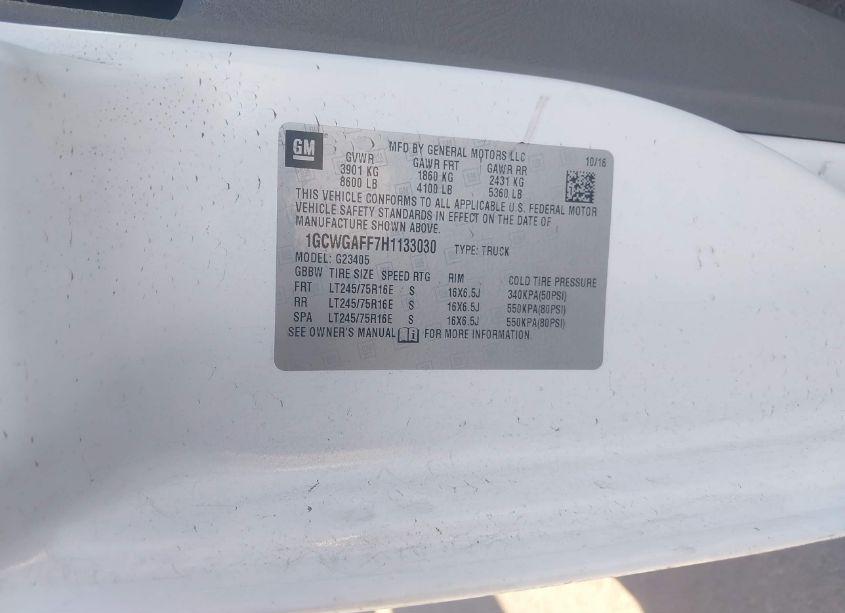 GM
MFD BY GENERAL MOTORS LLC 10/16
GVWR GAWR FRT GAWR RR
3901 KG 1860 KG 2431 KG
8600 LB 4100 LB 5360 LB
THIS VEHICLE CONFORMS TO ALL APPLICABLE U.S. FEDERAL MOTOR
VEHICLE SAFETY STANDARDS IN EFFECT ON THE DATE OF
MANUFACTURE SHOWN ABOVE.
1GCWGAFF7H1133030 TYPE: TRUCK
MODEL: G23405
GBBW TIRE SIZE SPEED RTG RIM COLD TIRE PRESSURE
FRT LT245/75R16E S 16X6.5J 340KPA(50PSI)
RR LT245/75R16E S 16X6.5J 550KPA(80PSI)
SPA LT245/75R16E S 16X6.5J 550KPA(80PSI)
SEE OWNER'S MANUAL FOR MORE INFORMATION